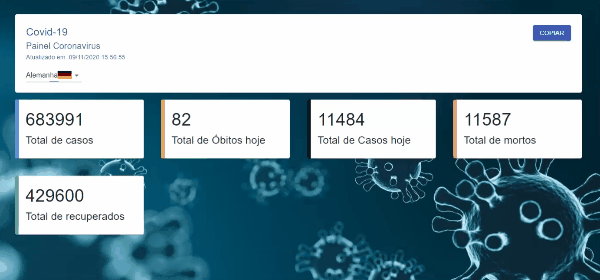 Covid-19
COPIAR
Painel Coronavirus
Atualizado em: 09/11/2020 15:56:55
Alemanha
683991
Total de casos
82
Total de Óbitos hoje
11484
Total de Casos hoje
11587
Total de mortos
429600
Total de recuperados